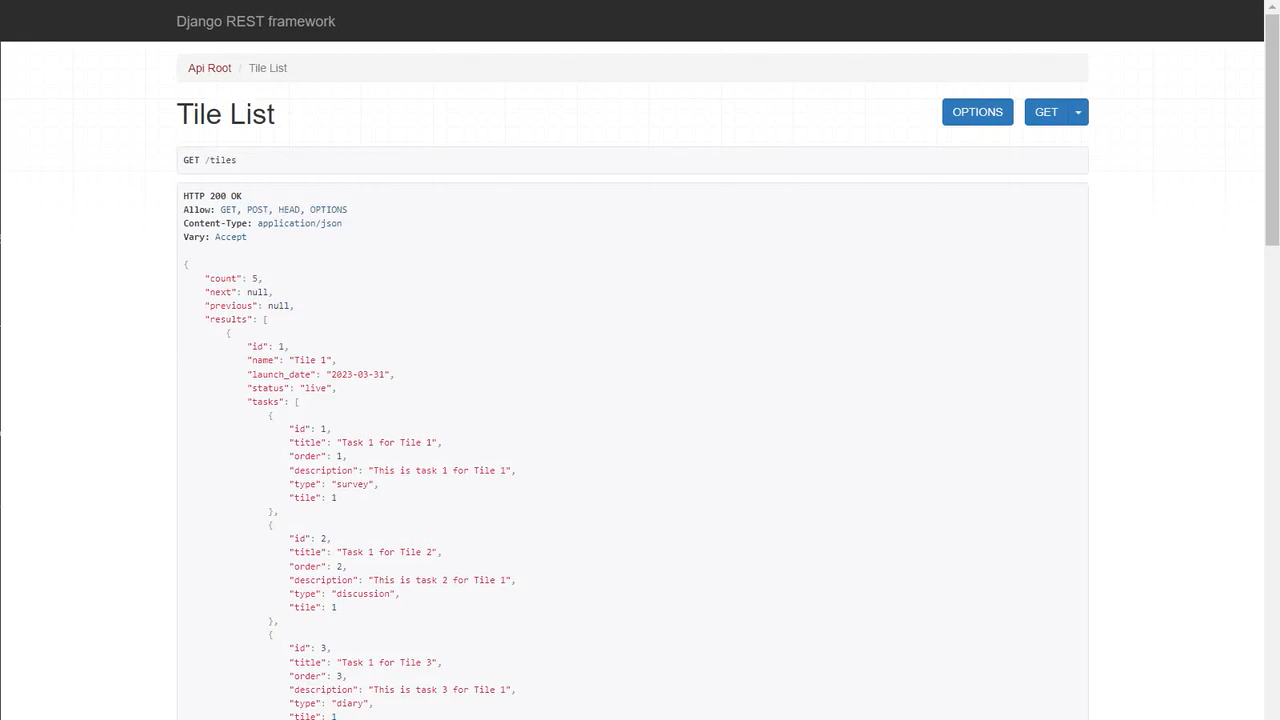 Django REST framework
Api Root / Tile List
Tile List
OPTIONS GET
GET /tiles
HTTP 200 OK
Allow: GET, POST, HEAD, OPTIONS
Content-Type: application/json
Vary: Accept
{
    "count": 5,
    "next": null,
    "previous": null,
    "results": [
        {
            "id": 1,
            "name": "Tile 1",
            "launch_date": "2023-03-31",
            "status": "live",
            "tasks": [
                {
                    "id": 1,
                    "title": "Task 1 for Tile 1",
                    "order": 1,
                    "description": "This is task 1 for Tile 1",
                    "type": "survey",
                    "tile": 1
                },
                {
                    "id": 2,
                    "title": "Task 1 for Tile 2",
                    "order": 2,
                    "description": "This is task 2 for Tile 1",
                    "type": "discussion",
                    "tile": 1
                },
                {
                    "id": 3,
                    "title": "Task 1 for Tile 3",
                    "order": 3,
                    "description": "This is task 3 for Tile 1",
                    "type": "diary",
                    "tile": 1